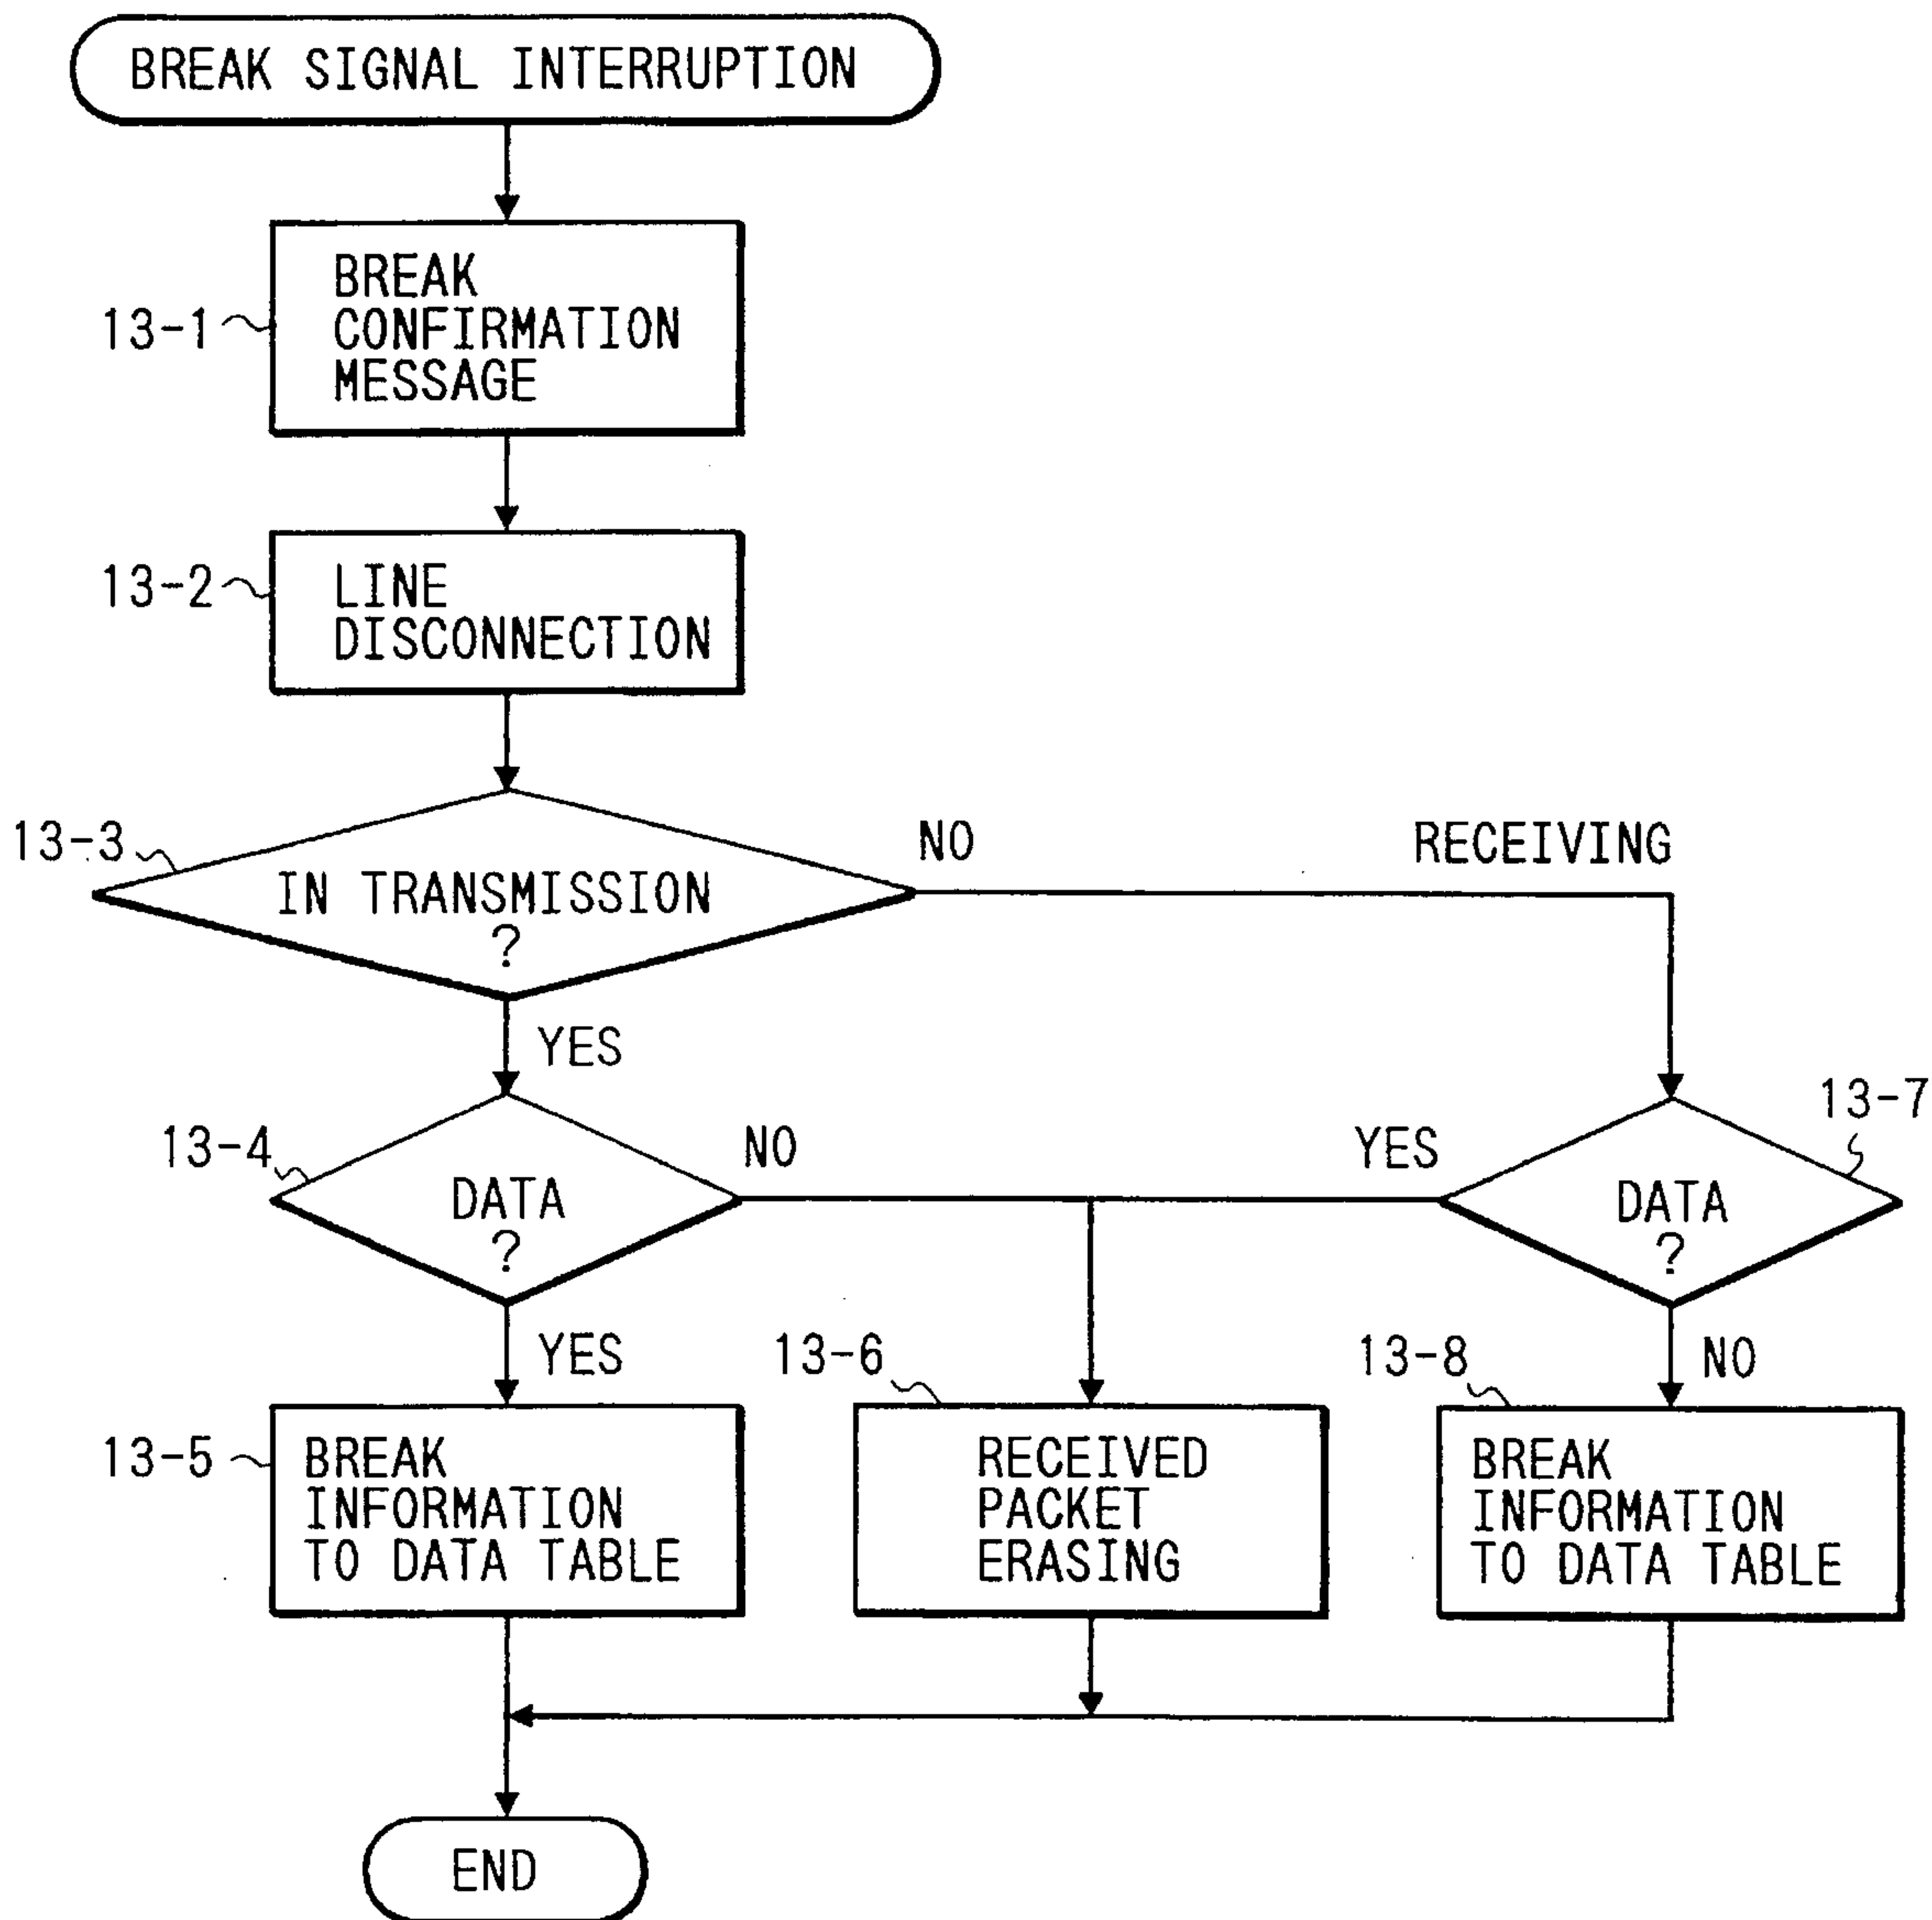 BREAK SIGNAL INTERRUPTION
13-1
BREAK
CONFIRMATION
MESSAGE
13-2
LINE
DISCONNECTION
13-3
IN TRANSMISSION
?
NO
RECEIVING
YES
13-4
DATA
?
NO
YES
13-7
DATA
?
YES
13-5
BREAK
INFORMATION
TO DATA TABLE
13-6
RECEIVED
PACKET
ERASING
13-8
NO
BREAK
INFORMATION
TO DATA TABLE
END